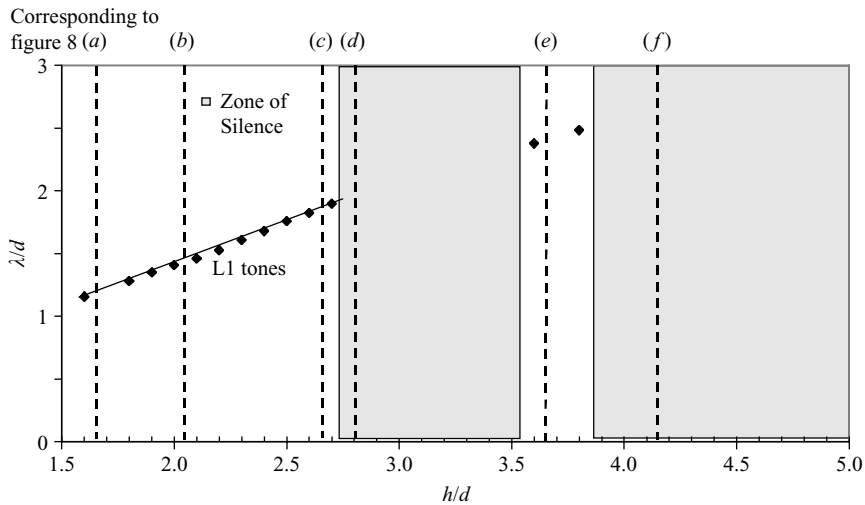 Corresponding to
figure 8 (a) (b) (c) (d) (e) (f)
3
Zone of
Silence
2
L1 tones
1
0
λ/d
1.5 2.0 2.5 3.0 3.5 4.0 4.5 5.0
h/d